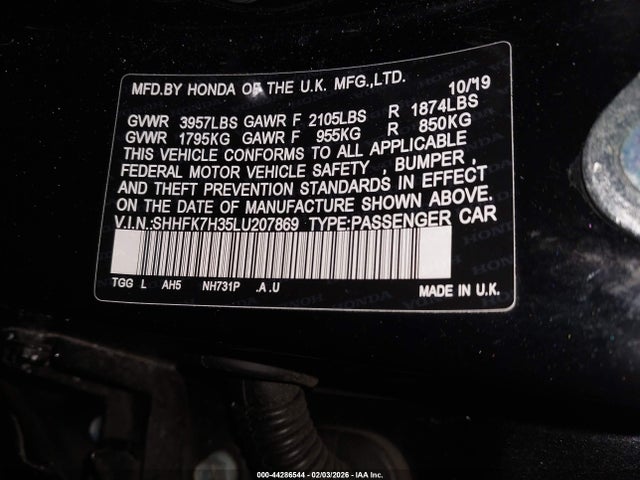 MFD.BY HONDA OF THE U.K. MFG.,LTD. 10/'19
GVWR 3957LBS GAWR F 2105LBS R 1874LBS
GVWR 1795KG GAWR F 955KG R 850KG
THIS VEHICLE CONFORMS TO ALL APPLICABLE
FEDERAL MOTOR VEHICLE SAFETY , BUMPER ,
AND THEFT PREVENTION STANDARDS IN EFFECT
ON THE DATE OF MANUFACTURE SHOWN ABOVE.
V.I.N.:SHHFK7H35LU207869 TYPE:PASSENGER CAR
TGG L AH5 NH731P .A.U MADE IN U.K.
000-44286544 | 02/03/2026 | IAA Inc.